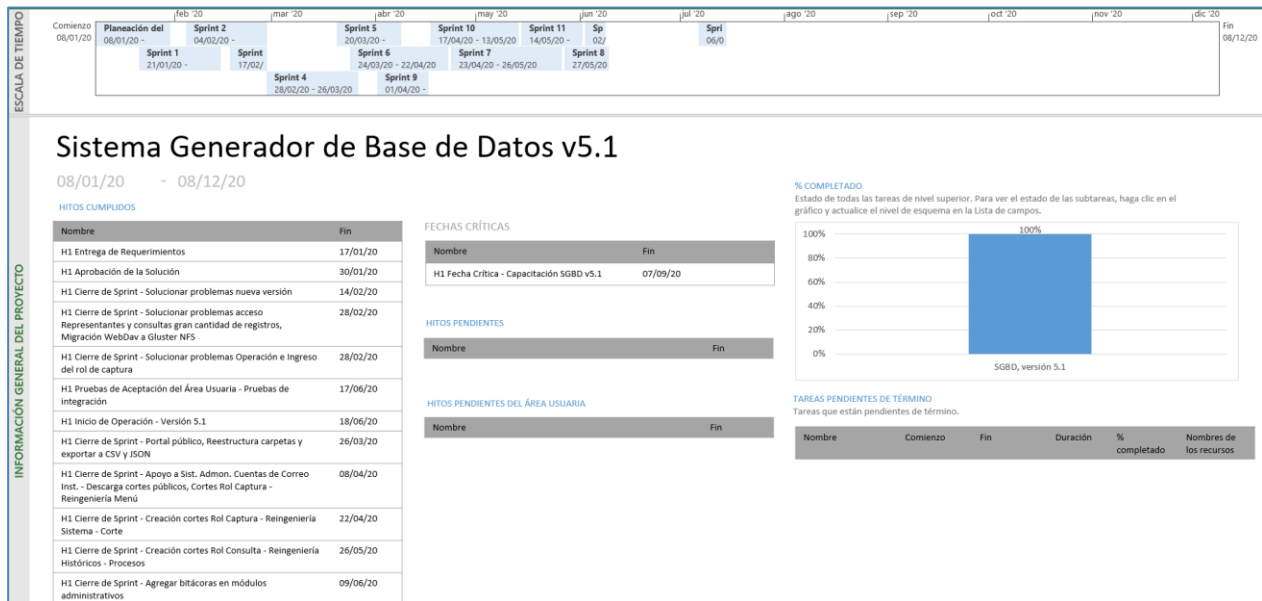 ESCALA DE TIEMPO
feb '20 mar '20 abr '20 may '20 jun '20 jul '20 ago '20 sep '20 oct '20 nov '20 dic '20
Comienzo
08/01/20
Planeación del
08/01/20 -
Sprint 2
04/02/20 -
Sprint 5
20/03/20 -
Sprint 10
17/04/20 - 13/05/20
Sprint 11
14/05/20 -
Sp
02/
Spri
06/0
Fin
08/12/20
Sprint 1
21/01/20 -
Sprint
17/02/
Sprint 6
24/03/20 - 22/04/20
Sprint 7
23/04/20 - 26/05/20
Sprint 8
27/05/20
Sprint 4
28/02/20 - 26/03/20
Sprint 9
01/04/20 -
INFORMACIÓN GENERAL DEL PROYECTO
Sistema Generador de Base de Datos v5.1
08/01/20 - 08/12/20
HITOS CUMPLIDOS
Nombre Fin
H1 Entrega de Requerimientos 17/01/20
H1 Aprobación de la Solución 30/01/20
H1 Cierre de Sprint - Solucionar problemas nueva versión 14/02/20
H1 Cierre de Sprint - Solucionar problemas acceso 28/02/20
Representantes y consultas gran cantidad de registros,
Migración WebDav a Gluster NFS
H1 Cierre de Sprint - Solucionar problemas Operación e Ingreso 28/02/20
del rol de captura
H1 Pruebas de Aceptación del Área Usuaria - Pruebas de 17/06/20
integración
H1 Inicio de Operación - Versión 5.1 18/06/20
H1 Cierre de Sprint - Portal público, Reestructura carpetas y 26/03/20
exportar a CSV y JSON
H1 Cierre de Sprint - Apoyo a Sist. Admon. Cuentas de Correo 08/04/20
Inst. - Descarga cortes públicos, Cortes Rol Captura -
Reingeniería Menú
H1 Cierre de Sprint - Creación cortes Rol Captura - Reingeniería 22/04/20
Sistema - Corte
H1 Cierre de Sprint - Creación cortes Rol Consulta - Reingeniería 26/05/20
Históricos - Procesos
H1 Cierre de Sprint - Agregar bitácoras en módulos 09/06/20
administrativos
FECHAS CRÍTICAS
Nombre Fin
H1 Fecha Crítica - Capacitación SGBD v5.1 07/09/20
HITOS PENDIENTES
Nombre Fin
HITOS PENDIENTES DEL ÁREA USUARIA
Nombre Fin
% COMPLETADO
Estado de todas las tareas de nivel superior. Para ver el estado de las subtareas, haga clic en el
gráfico y actualice el nivel de esquema en la Lista de campos.
100%
100%
80%
60%
40%
20%
0%
SGBD, versión 5.1
TAREAS PENDIENTES DE TÉRMINO
Tareas que están pendientes de término.
Nombre Comienzo Fin Duración % Nombres de
completado los recursos